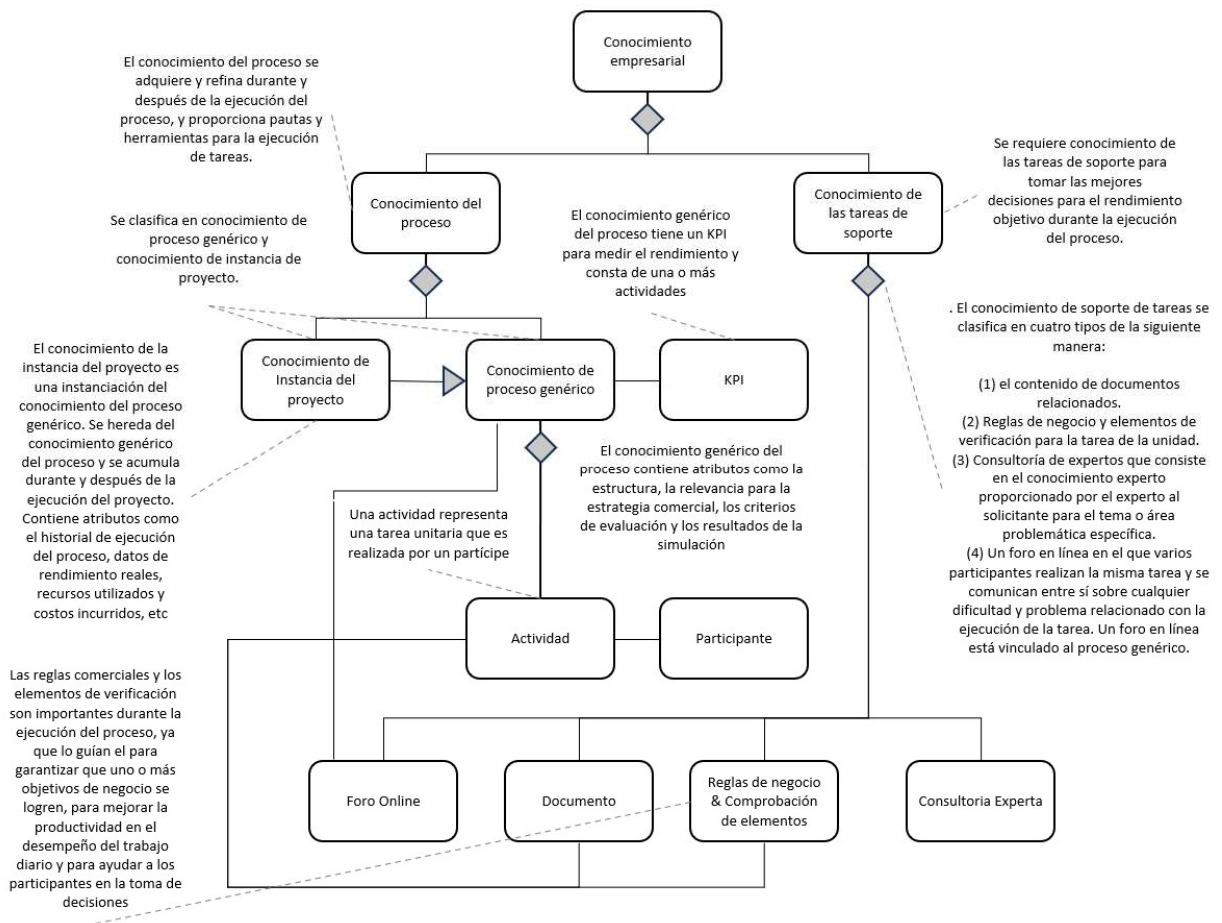 Conocimiento
empresarial
El conocimiento del proceso se
adquiere y refina durante y
después de la ejecución del
proceso, y proporciona pautas y
herramientas para la ejecución
de tareas.
Se requiere conocimiento de
las tareas de soporte para
tomar las mejores
decisiones para el rendimiento
objetivo durante la ejecución
del proceso.
Conocimiento del
proceso
Conocimiento de
las tareas de
soporte
Se clasifica en conocimiento de
proceso genérico y
conocimiento de instancia de
proyecto.
El conocimiento genérico
del proceso tiene un KPI
para medir el rendimiento y
consta de una o más
actividades
. El conocimiento de soporte de tareas se
clasifica en cuatro tipos de la siguiente
manera:
(1) el contenido de documentos
relacionados.
(2) Reglas de negocio y elementos de
verificación para la tarea de la unidad.
(3) Consultoría de expertos que consiste
en el conocimiento experto
proporcionado por el experto al
solicitante para el tema o área
problemática específica.
(4) Un foro en línea en el que varios
participantes realizan la misma tarea y se
comunican entre sí sobre cualquier
dificultad y problema relacionado con la
ejecución de la tarea. Un foro en línea
está vinculado al proceso genérico.
El conocimiento de la
instancia del proyecto es
una instanciación del
conocimiento del proceso
genérico. Se hereda del
conocimiento genérico
del proceso y se acumula
durante y después de la
ejecución del proyecto.
Contiene atributos como
el historial de ejecución
del proceso, datos de
rendimiento reales,
recursos utilizados y
costos incurridos, etc
Conocimiento de
Instancia del
proyecto
Conocimiento de
proceso genérico
KPI
El conocimiento genérico del
proceso contiene atributos como la
estructura, la relevancia para la
estrategia comercial, los criterios
de evaluación y los resultados de la
simulación
Una actividad representa
una tarea unitaria que es
realizada por un partícipe
Actividad
Participante
Las reglas comerciales y los
elementos de verificación
son importantes durante la
ejecución del proceso, ya
que lo guían el para
garantizar que uno o más
objetivos de negocio se
logren, para mejorar la
productividad en el
desempeño del trabajo
diario y para ayudar a los
participantes en la toma de
decisiones
Foro Online
Documento
Reglas de negocio
& Comprobación
de elementos
Consultoria Experta